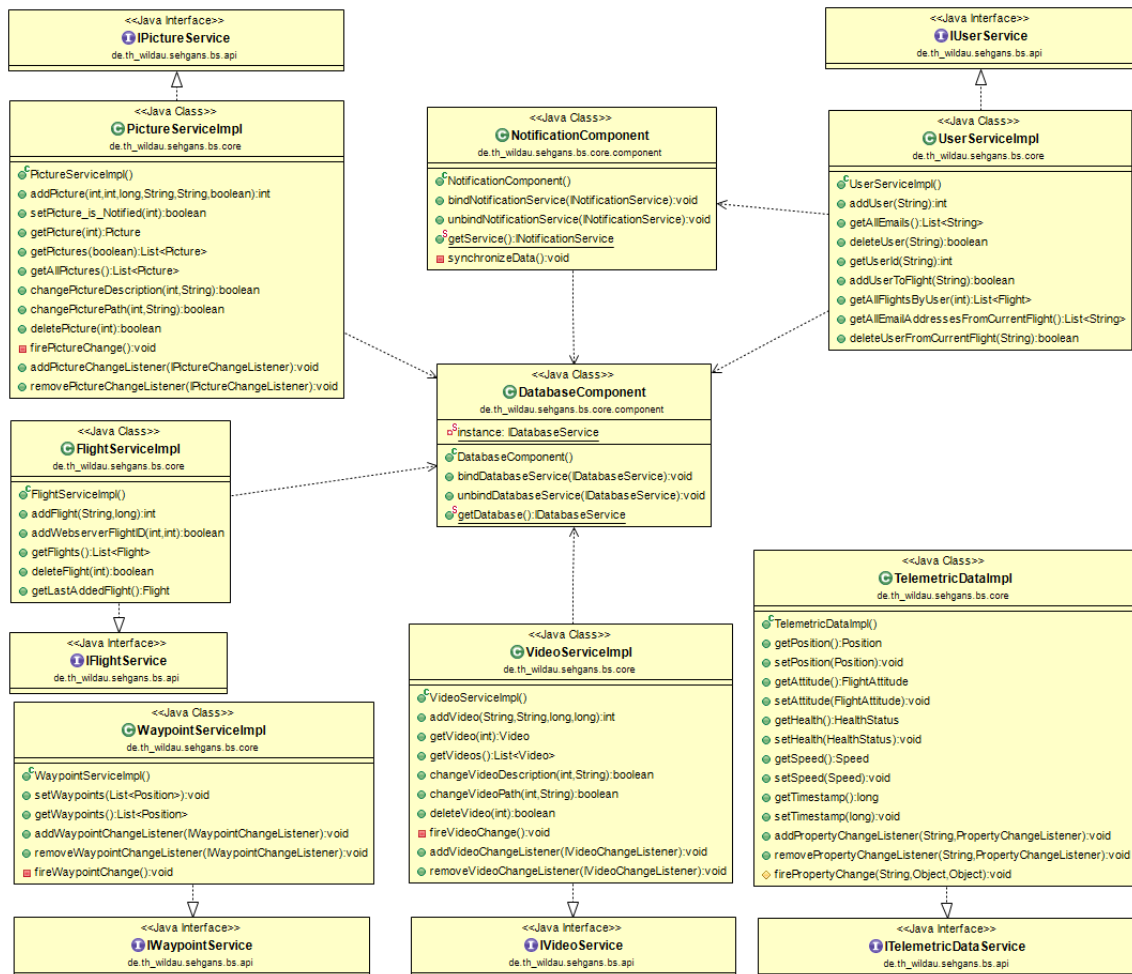 <<Java Interface>>
IPictureService
de.th_wildau.sehgans.bs.api
<<Java Class>>
PictureServiceImpl
de.th_wildau.sehgans.bs.core
PictureServiceImpl()
addPicture(int,int,long,String,String,boolean):int
setPicture_is_Notified(int):boolean
getPicture(int):Picture
getPictures(boolean):List<Picture>
getAllPictures():List<Picture>
changePictureDescription(int,String):boolean
changePicturePath(int,String):boolean
deletePicture(int):boolean
firePictureChange():void
addPictureChangeListener(IPictureChangeListener):void
removePictureChangeListener(IPictureChangeListener):void
<<Java Class>>
NotificationComponent
de.th_wildau.sehgans.bs.core.component
NotificationComponent()
bindNotificationService(INotificationService):void
unbindNotificationService(INotificationService):void
getService():INotificationService
synchronizeData():void
<<Java Interface>>
IUserService
de.th_wildau.sehgans.bs.api
<<Java Class>>
UserServiceImpl
de.th_wildau.sehgans.bs.core
UserServiceImpl()
addUser(String):int
getAllEmails():List<String>
deleteUser(String):boolean
getUserId(String):int
addUserToFlight(String):boolean
getAllFlightsByUser(int):List<Flight>
getAllEmailAddressesFromCurrentFlight():List<String>
deleteUserFromCurrentFlight(String):boolean
<<Java Class>>
DatabaseComponent
de.th_wildau.sehgans.bs.core.component
instance: IDatabaseService
DatabaseComponent()
bindDatabaseService(IDatabaseService):void
unbindDatabaseService(IDatabaseService):void
getDatabase():IDatabaseService
<<Java Class>>
FlightServiceImpl
de.th_wildau.sehgans.bs.core
FlightServiceImpl()
addFlight(String,long):int
addWebserverFlightID(int,int):boolean
getFlights():List<Flight>
deleteFlight(int):boolean
getLastAddedFlight():Flight
<<Java Interface>>
IFlightService
de.th_wildau.sehgans.bs.api
<<Java Class>>
WaypointServiceImpl
de.th_wildau.sehgans.bs.core
WaypointServiceImpl()
setWaypoints(List<Position>):void
getWaypoints():List<Position>
addWaypointChangeListener(IWaypointChangeListener):void
removeWaypointChangeListener(IWaypointChangeListener):void
fireWaypointChange():void
<<Java Interface>>
IWaypointService
de.th_wildau.sehgans.bs.api
<<Java Class>>
VideoServiceImpl
de.th_wildau.sehgans.bs.core
VideoServiceImpl()
addVideo(String,String,long,long):int
getVideo(int):Video
getVideos():List<Video>
changeVideoDescription(int,String):boolean
changeVideoPath(int,String):boolean
deleteVideo(int):boolean
fireVideoChange():void
addVideoChangeListener(IVideoChangeListener):void
removeVideoChangeListener(IVideoChangeListener):void
<<Java Interface>>
IVideoService
de.th_wildau.sehgans.bs.api
<<Java Class>>
TelemetricDataImpl
de.th_wildau.sehgans.bs.core
TelemetricDataImpl()
getPosition():Position
setPosition(Position):void
getAttitude():FlightAttitude
setAttitude(FlightAttitude):void
getHealth():HealthStatus
setHealth(HealthStatus):void
getSpeed():Speed
setSpeed(Speed):void
getTimestamp():long
setTimestamp(long):void
addPropertyChangeListener(String,PropertyChangeListener):void
removePropertyChangeListener(String,PropertyChangeListener):void
firePropertyChange(String,Object,Object):void
<<Java Interface>>
ITelemetricDataService
de.th_wildau.sehgans.bs.api